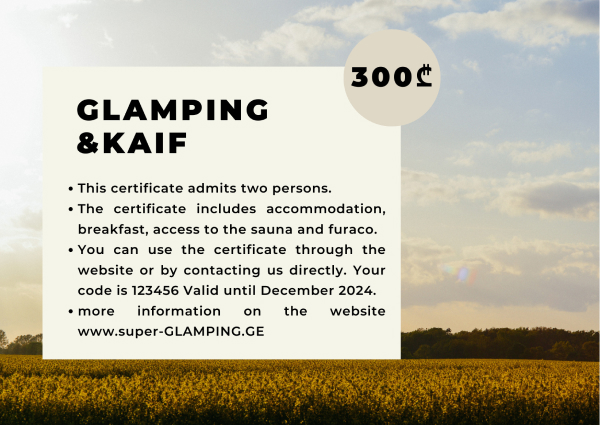 300₾
GLAMPING
&KAIF
• This certificate admits two persons.
• The certificate includes accommodation,
breakfast, access to the sauna and furaco.
• You can use the certificate through the
website or by contacting us directly. Your
code is 123456 Valid until December 2024.
• more information on the website
www.super-GLAMPING.GE